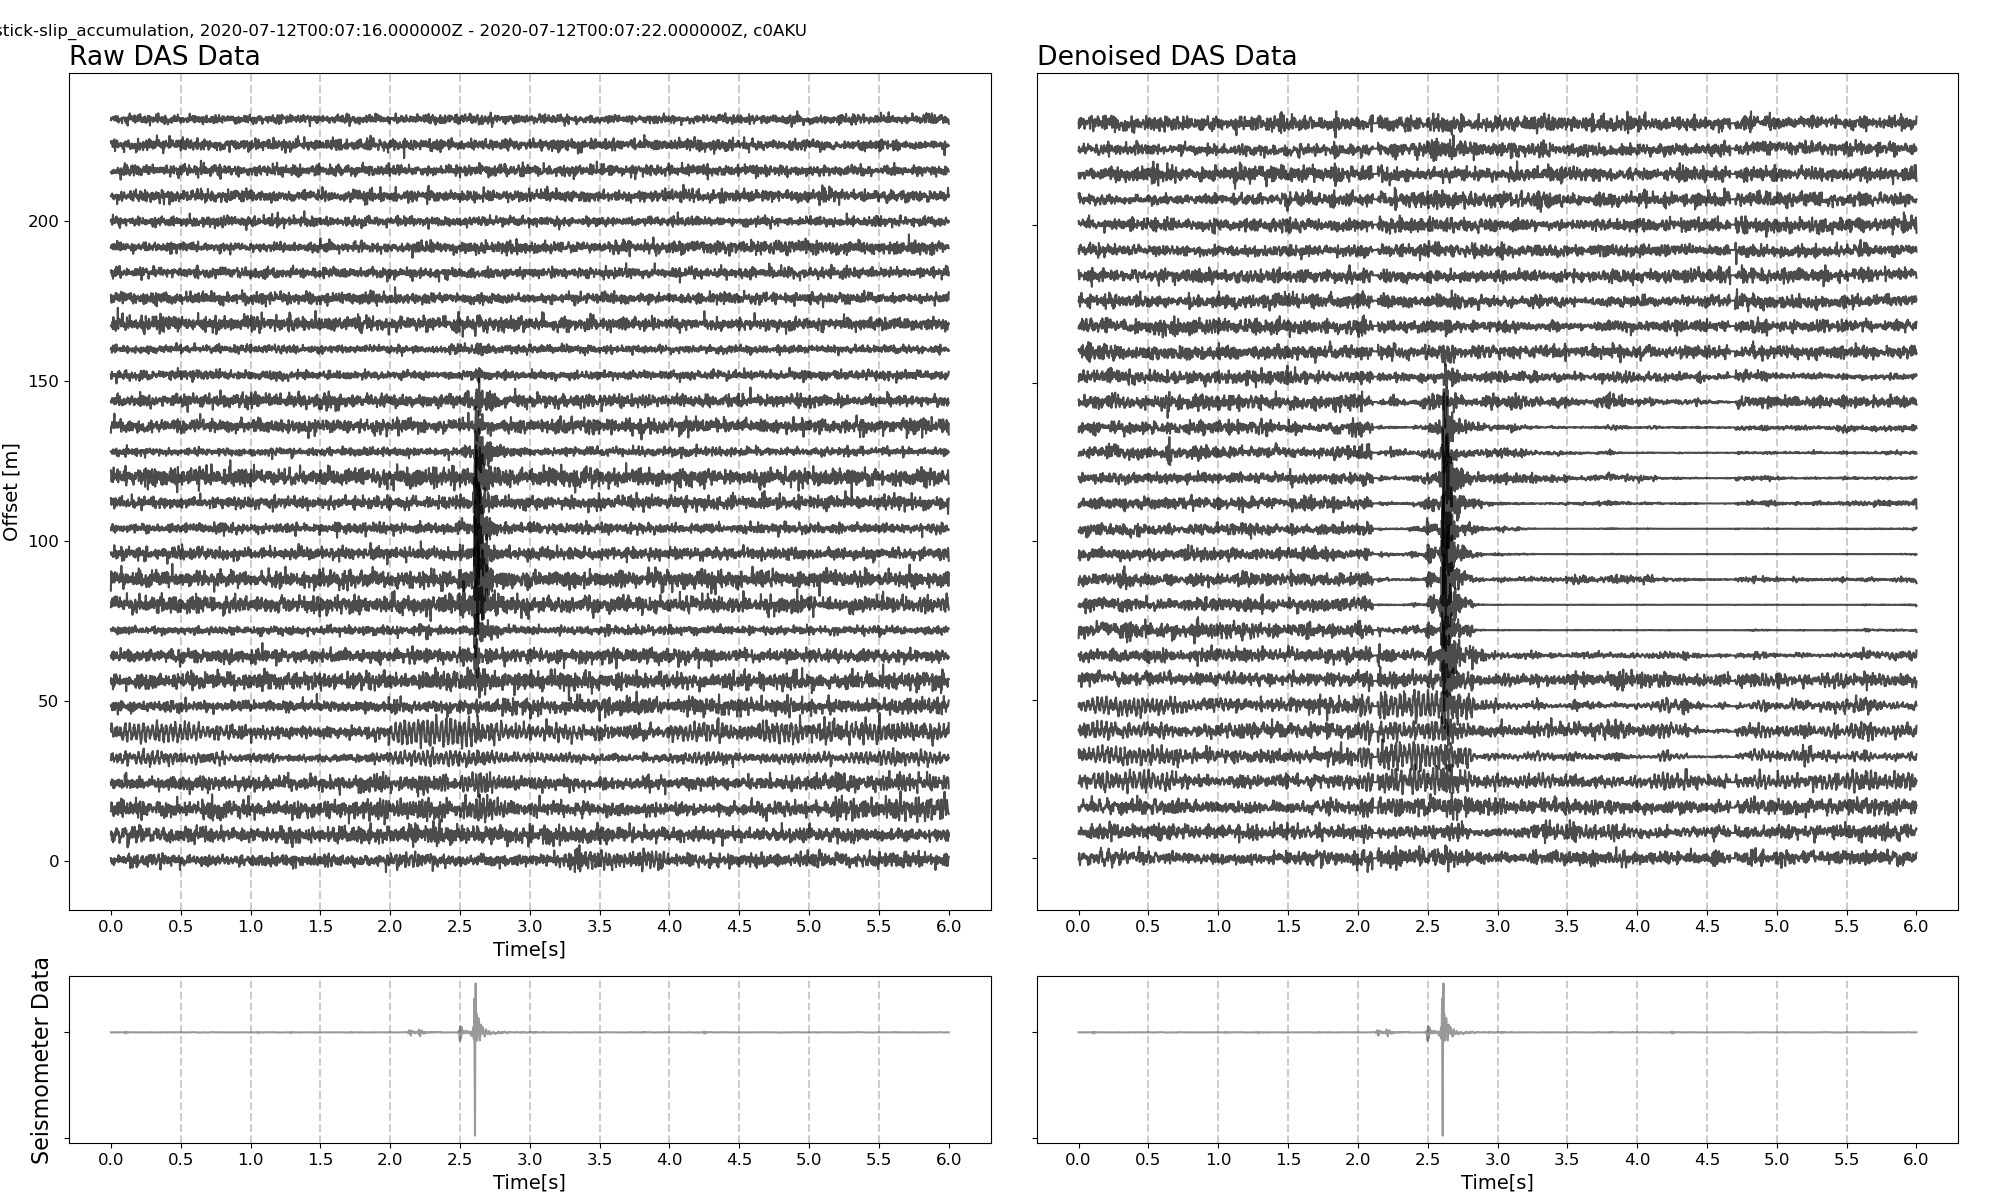 stick-slip_accumulation, 2020-07-12T00:07:16.000000Z - 2020-07-12T00:07:22.000000Z, c0AKU
Raw DAS Data
Denoised DAS Data
Offset [m]
200
150
100
50
0
0.0 0.5 1.0 1.5 2.0 2.5 3.0 3.5 4.0 4.5 5.0 5.5 6.0
Time[s]
0.0 0.5 1.0 1.5 2.0 2.5 3.0 3.5 4.0 4.5 5.0 5.5 6.0
Seismometer Data
0.0 0.5 1.0 1.5 2.0 2.5 3.0 3.5 4.0 4.5 5.0 5.5 6.0
Time[s]
0.0 0.5 1.0 1.5 2.0 2.5 3.0 3.5 4.0 4.5 5.0 5.5 6.0
Time[s]